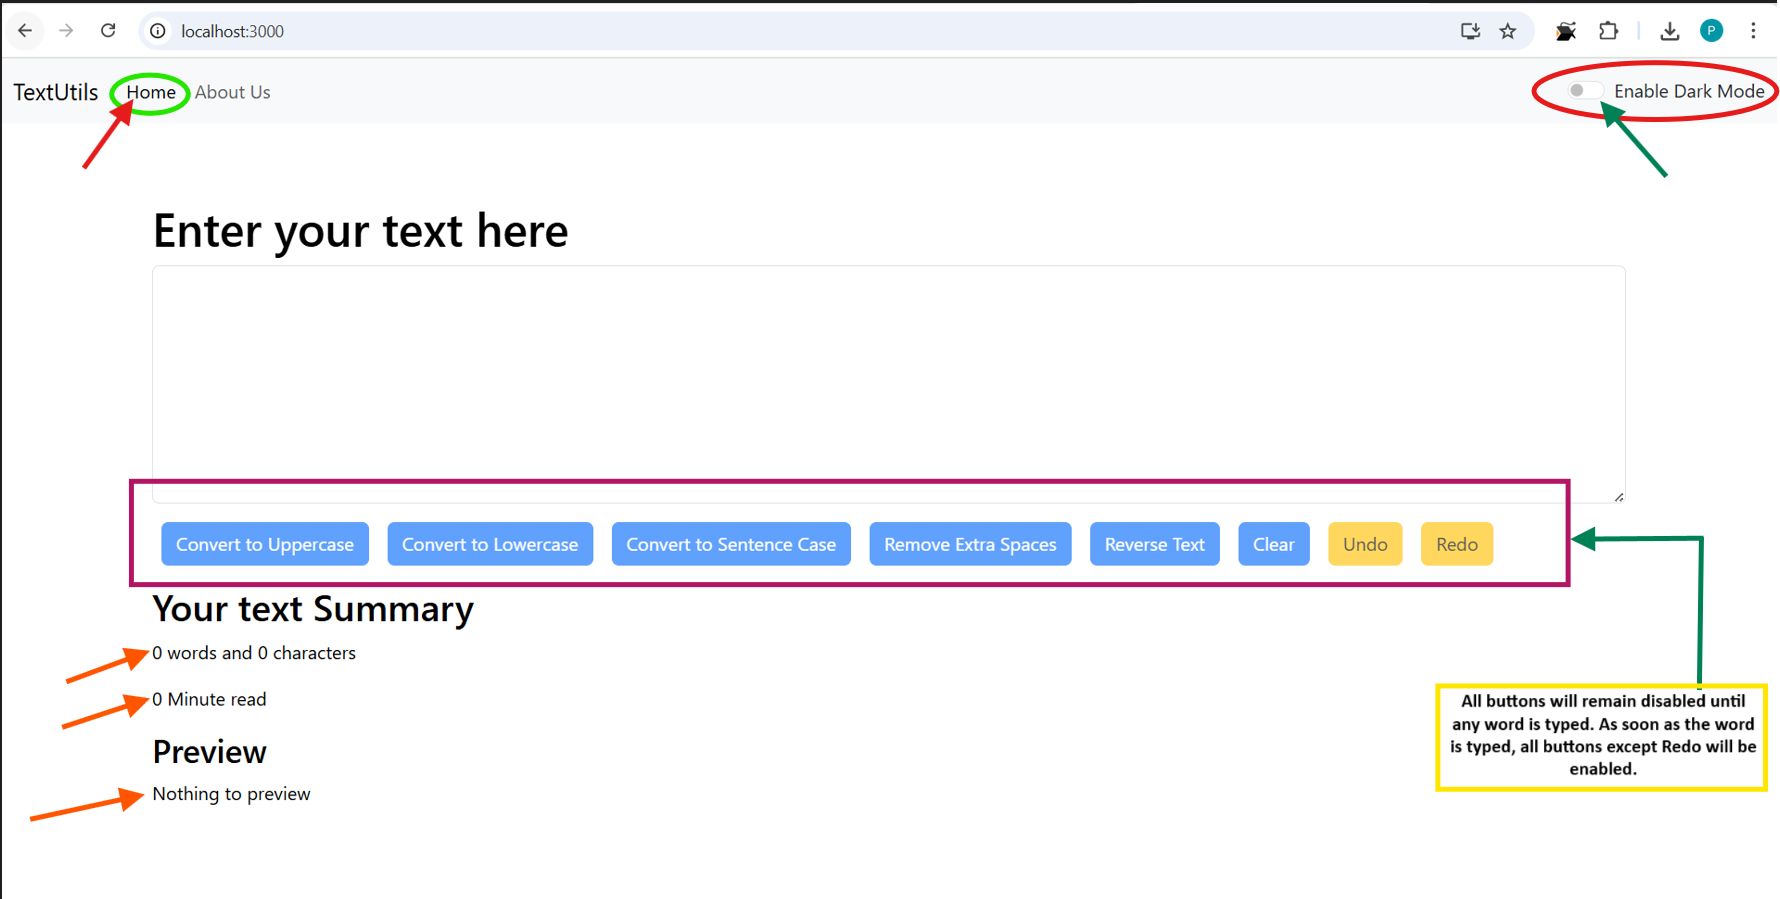 localhost:3000
P
TextUtils Home About Us Enable Dark Mode
Enter your text here
Convert to Uppercase Convert to Lowercase Convert to Sentence Case Remove Extra Spaces Reverse Text Clear Undo Redo
Your text Summary
0 words and 0 characters
0 Minute read
Preview
Nothing to preview
All buttons will remain disabled until
any word is typed. As soon as the word
is typed, all buttons except Redo will be
enabled.